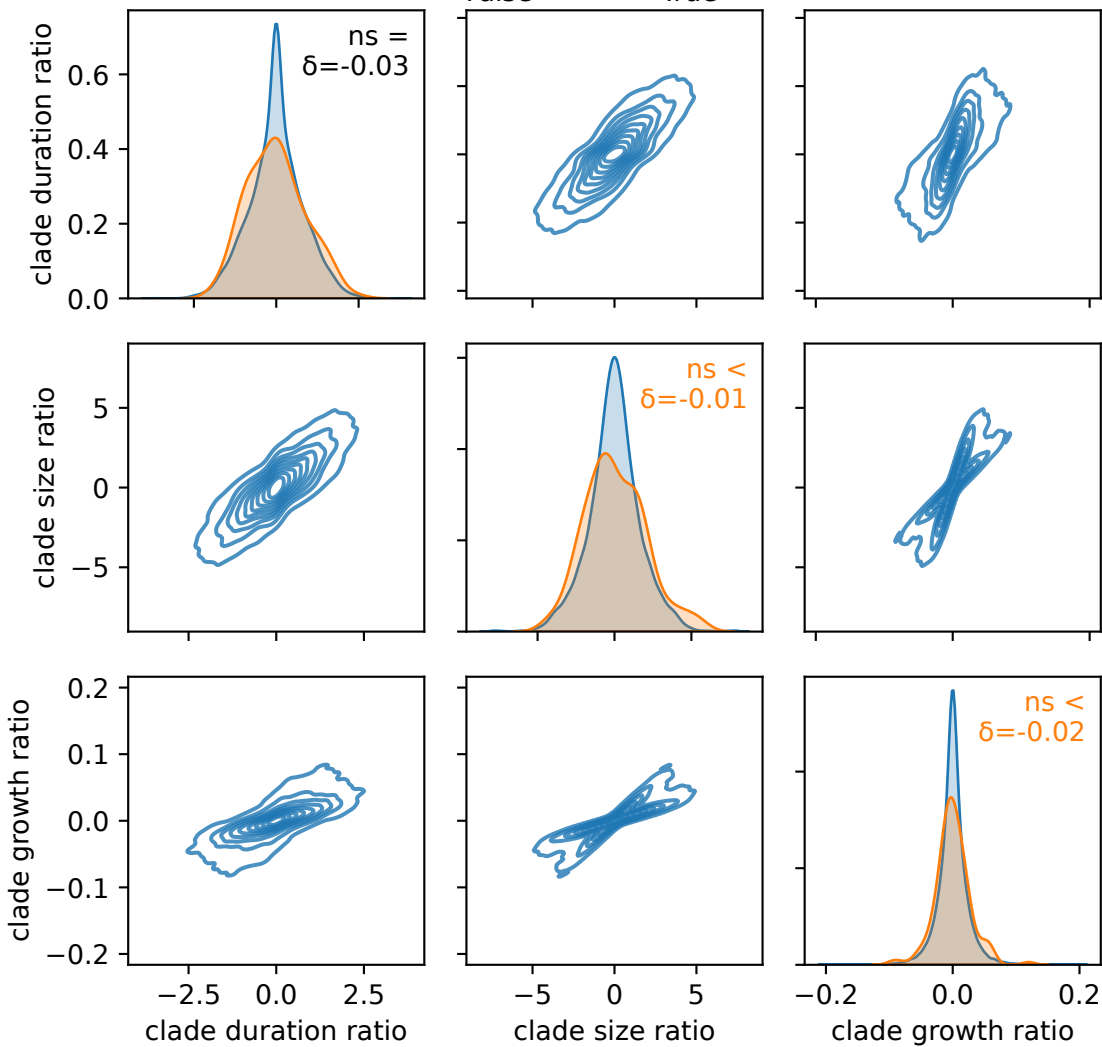 clade duration ratio
0.6
0.4
0.2
0.0
ns =
δ=-0.03
clade size ratio
5
0
−5
ns <
δ=-0.01
clade growth ratio
0.2
0.1
0.0
−0.1
−0.2
ns <
δ=-0.02
−2.5 0.0 2.5
−5 0 5
−0.2 0.0 0.2
clade duration ratio
clade size ratio
clade growth ratio